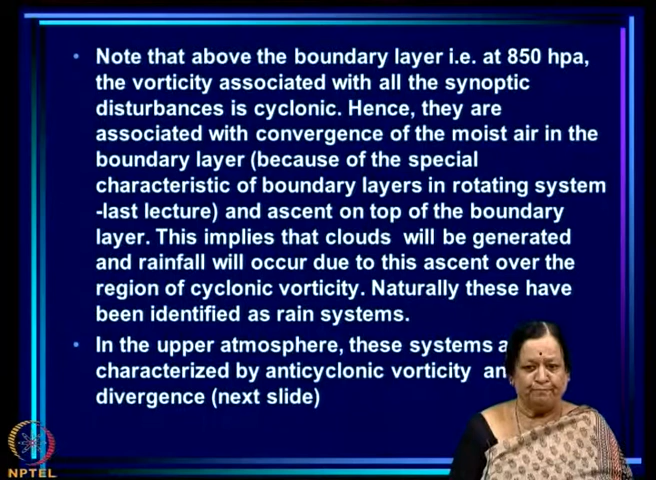 • Note that above the boundary layer i.e. at 850 hpa,
the vorticity associated with all the synoptic
disturbances is cyclonic. Hence, they are
associated with convergence of the moist air in the
boundary layer (because of the special
characteristic of boundary layers in rotating system
-last lecture) and ascent on top of the boundary
layer. This implies that clouds will be generated
and rainfall will occur due to this ascent over the
region of cyclonic vorticity. Naturally these have
been identified as rain systems.
• In the upper atmosphere, these systems
characterized by anticyclonic vorticity
divergence (next slide)
NPTEL